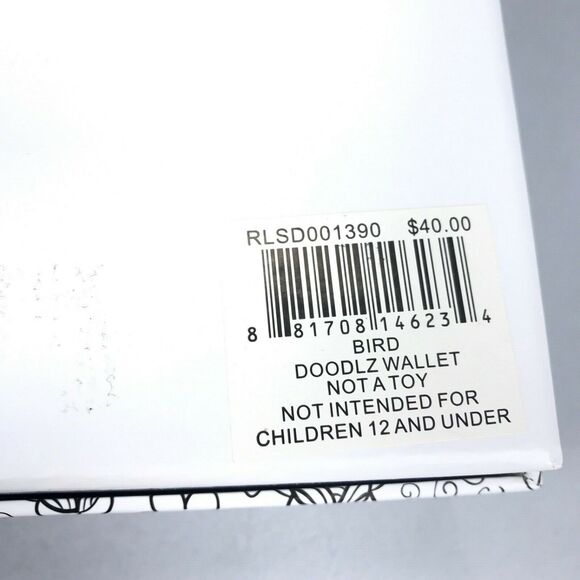 RLSD001390 $40.00
8 81708 14623 4
BIRD
DOODLZ WALLET
NOT A TOY
NOT INTENDED FOR
CHILDREN 12 AND UNDER